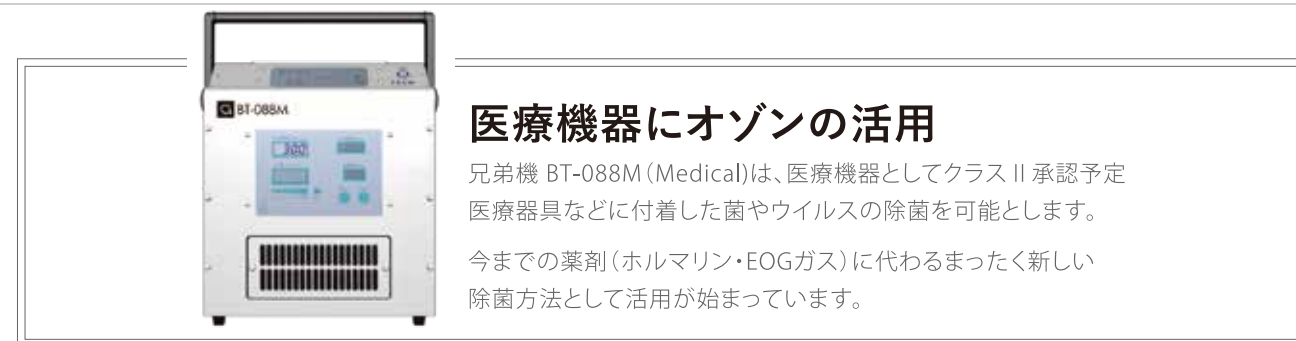 BT-088M
300
医療機器にオゾンの活用
兄弟機 BT-088M(Medical)は、医療機器としてクラスⅡ承認予定
医療器具などに付着した菌やウイルスの除菌を可能とします。
今までの薬剤(ホルマリン・EOGガス)に代わるまったく新しい
除菌方法として活用が始まっています。